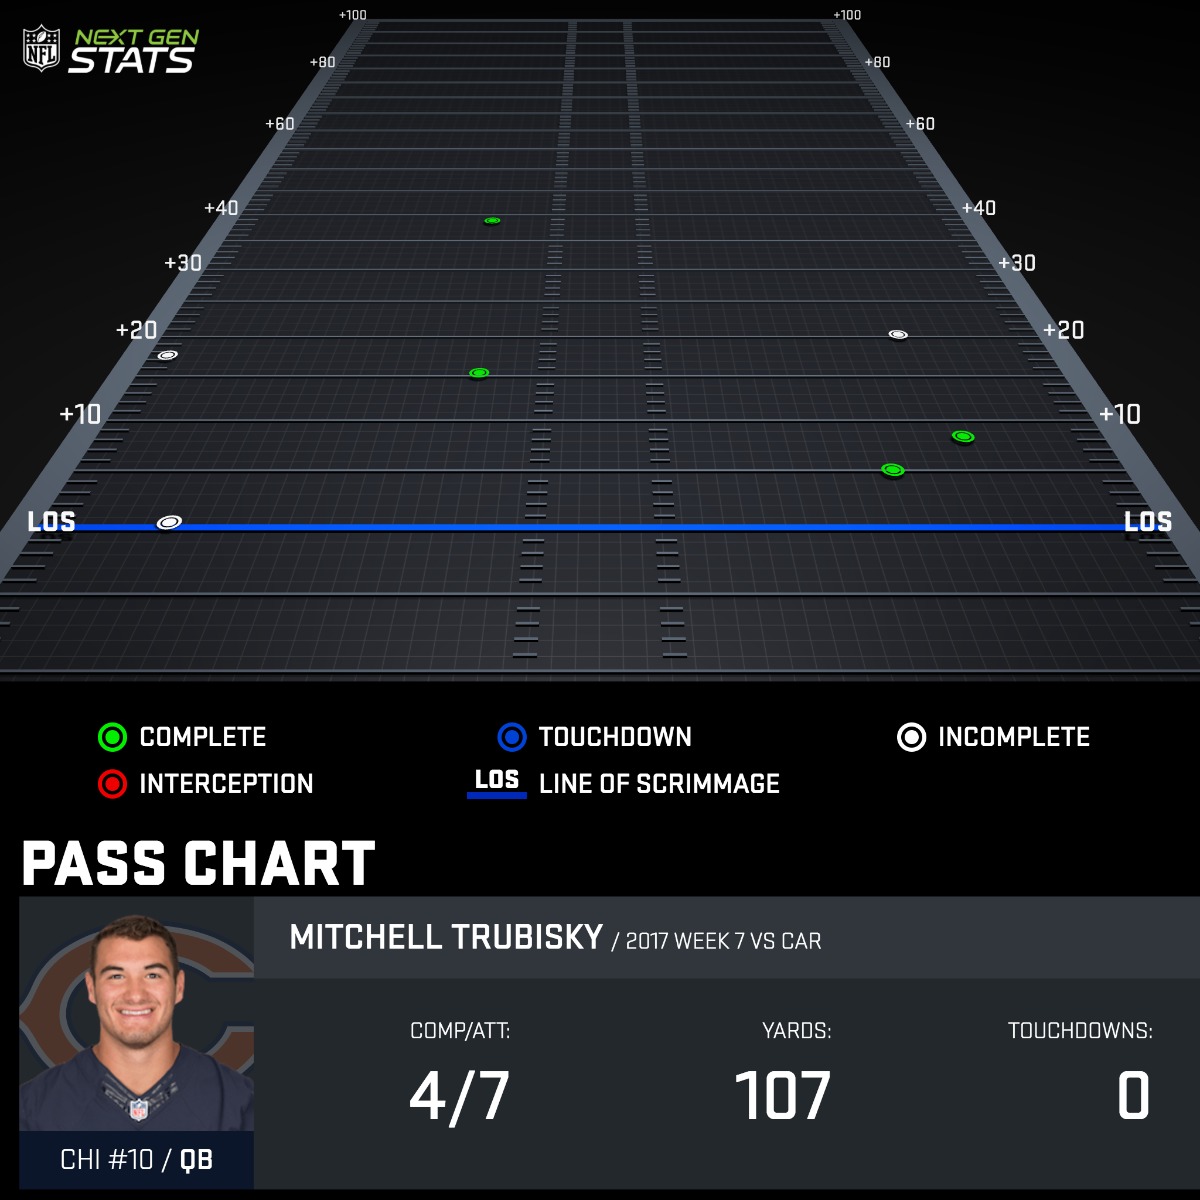 +100 +100
NFL NEXT GEN
STATS
+80 +80
+60 +60
+40 +40
+30 +30
+20 +20
+10 +10
LOS LOS
COMPLETE TOUCHDOWN INCOMPLETE
INTERCEPTION LOS LINE OF SCRIMMAGE
PASS CHART
MITCHELL TRUBISKY / 2017 WEEK 7 VS CAR
COMP/ATT: YARDS: TOUCHDOWNS:
4/7 107 0
CHI #10 / QB